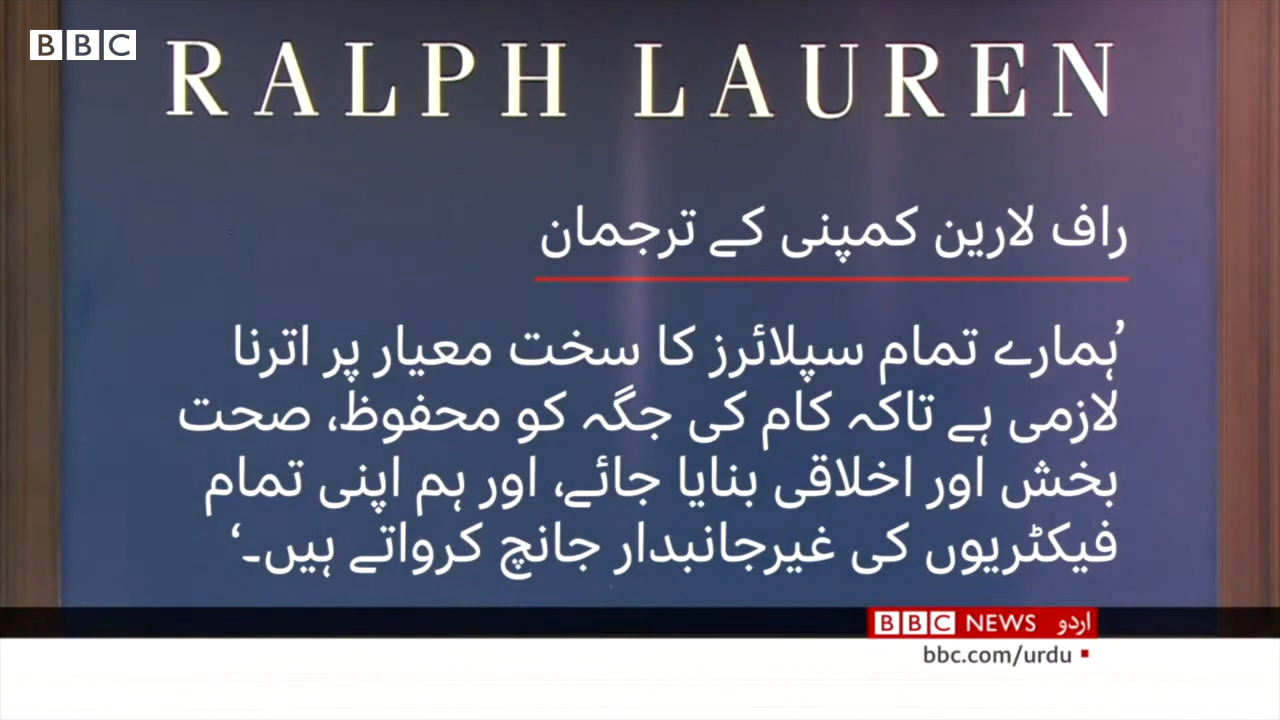 BBC
RALPH LAUREN
راف لارین کمپنی کے ترجمان
’ہمارے تمام سپلائرز کا سخت معیار پر اترنا
لازمی ہے تاکہ کام کی جگہ کو محفوظ، صحت
بخش اور اخلاقی بنایا جائے، اور ہم اپنی تمام
فیکٹریوں کی غیرجانبدار جانچ کرواتے ہیں۔‘
BBC NEWS اردو
bbc.com/urdu